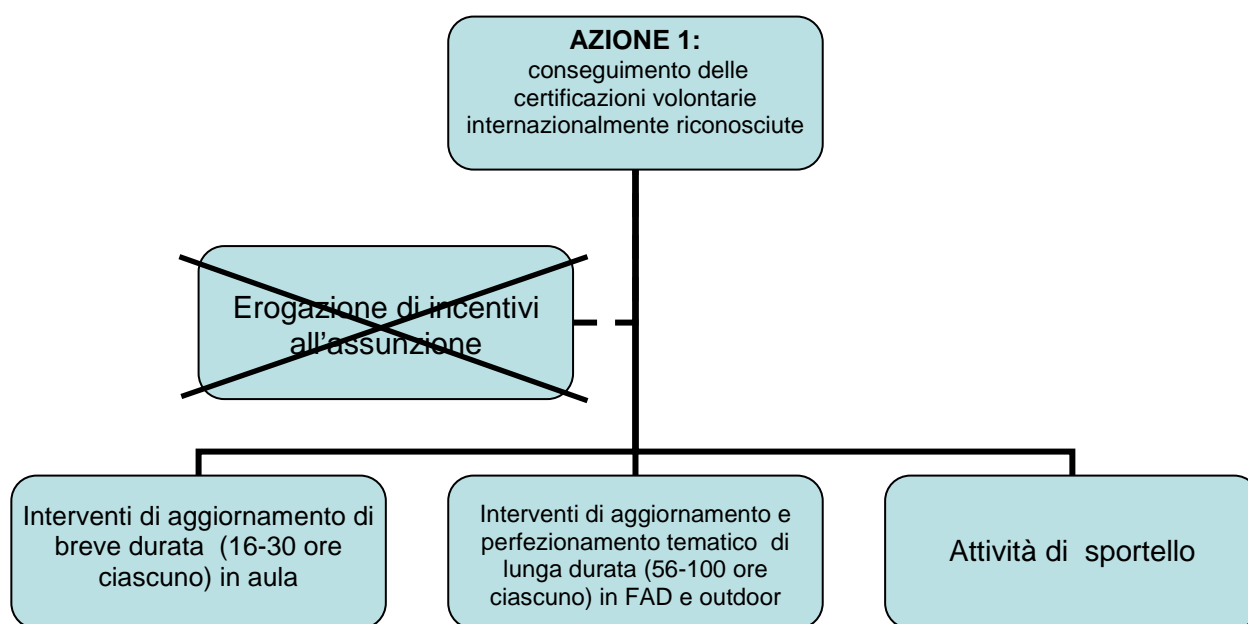 AZIONE 1:
conseguimento delle
certificazioni volontarie
internazionalmente riconosciute
Erogazione di incentivi
all'assunzione
Interventi di aggiornamento di
breve durata (16-30 ore
ciascuno) in aula
Interventi di aggiornamento e
perfezionamento tematico di
lunga durata (56-100 ore
ciascuno) in FAD e outdoor
Attività di sportello